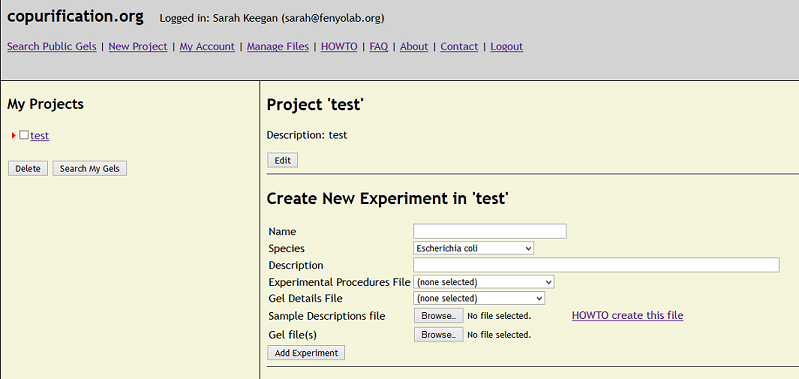 copurification.org Logged in: Sarah Keegan (sarah@fenyolab.org)
Search Public Gels | New Project | My Account | Manage Files | HOWTO | FAQ | About | Contact | Logout
My Projects
test
Delete Search My Gels
Project 'test'
Description: test
Edit
Create New Experiment in 'test'
Name
Species Escherichia coli
Description
Experimental Procedures File (none selected)
Gel Details File (none selected)
Sample Descriptions file Browse.. No file selected. HOWTO create this file
Gel file(s) Browse.. No file selected.
Add Experiment